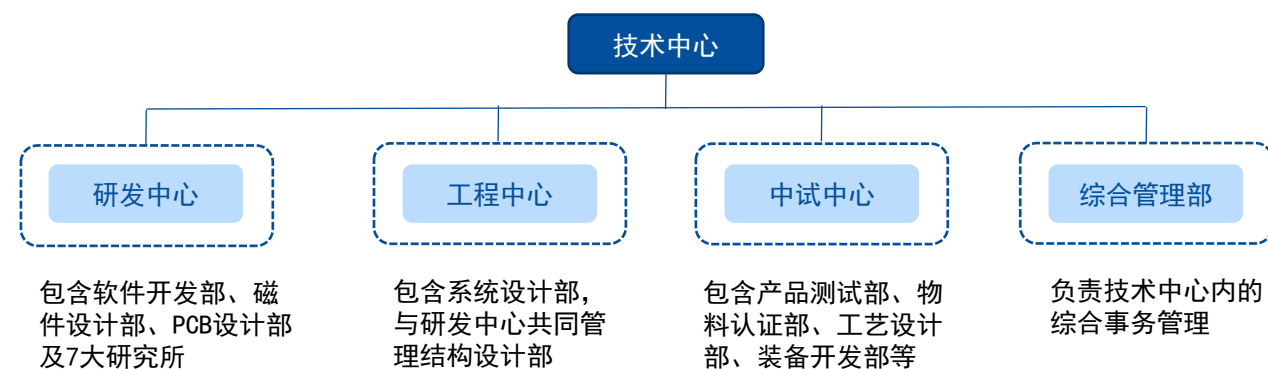 技术中心
研发中心
工程中心
中试中心
综合管理部
包含软件开发部、磁
件设计部、PCB设计部
及7大研究所
包含系统设计部,
与研发中心共同管
理结构设计部
包含产品测试部、物
料认证部、工艺设计
部、装备开发部等
负责技术中心内的
综合事务管理